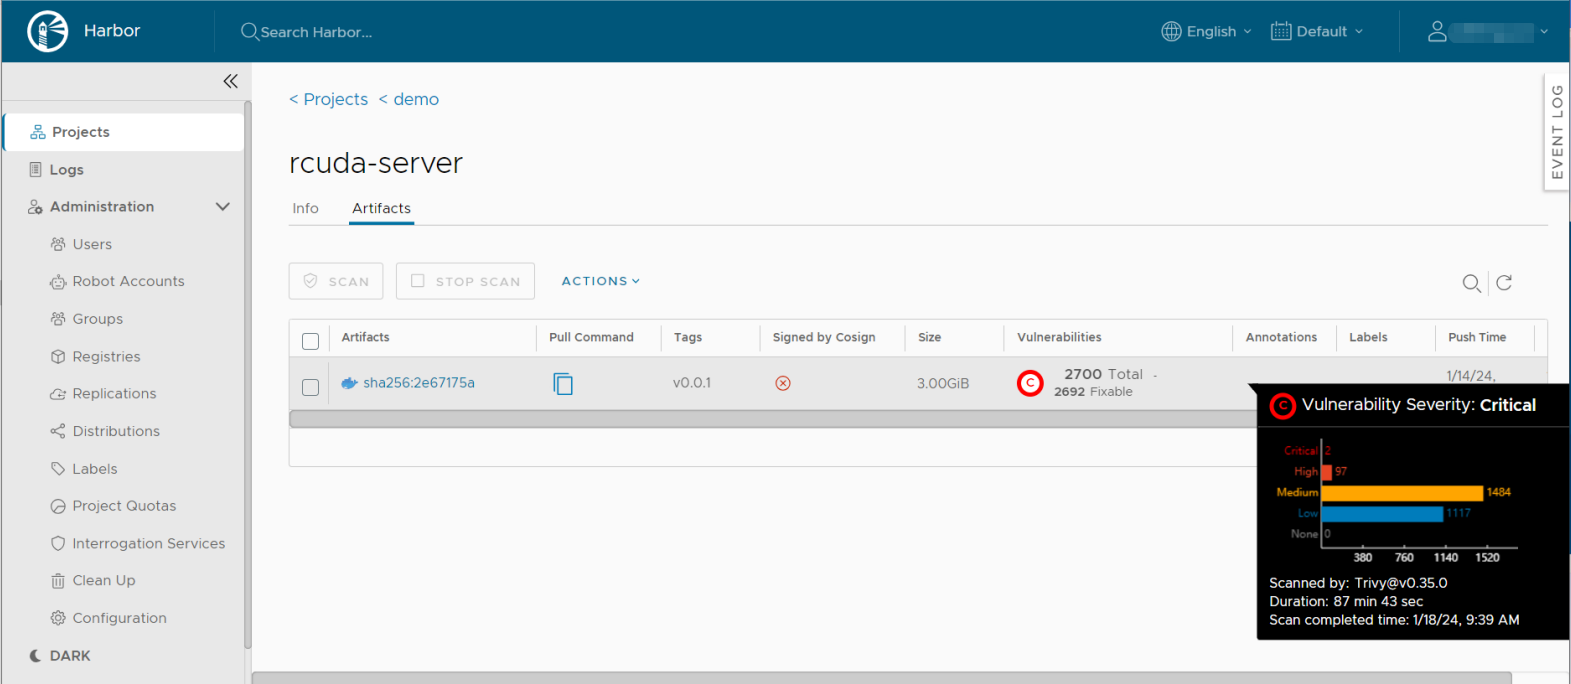 Harbor
Search Harbor...
English
Default
EVENT LOG
Projects
Logs
Administration
Users
Robot Accounts
Groups
Registries
Replications
Distributions
Labels
Project Quotas
Interrogation Services
Clean Up
Configuration
DARK
< Projects < demo
rcuda-server
Info Artifacts
SCAN STOP SCAN ACTIONS
Artifacts Pull Command Tags Signed by Cosign Size Vulnerabilities Annotations Labels Push Time
sha256:2e67175a v0.0.1 3.00GiB C 2700 Total - 1/14/24,
2692 Fixable
C Vulnerability Severity: Critical
Critical 2
High 97
Medium 1484
Low 1117
None 0
380 760 1140 1520
Scanned by: Trivy@v0.35.0
Duration: 87 min 43 sec
Scan completed time: 1/18/24, 9:39 AM